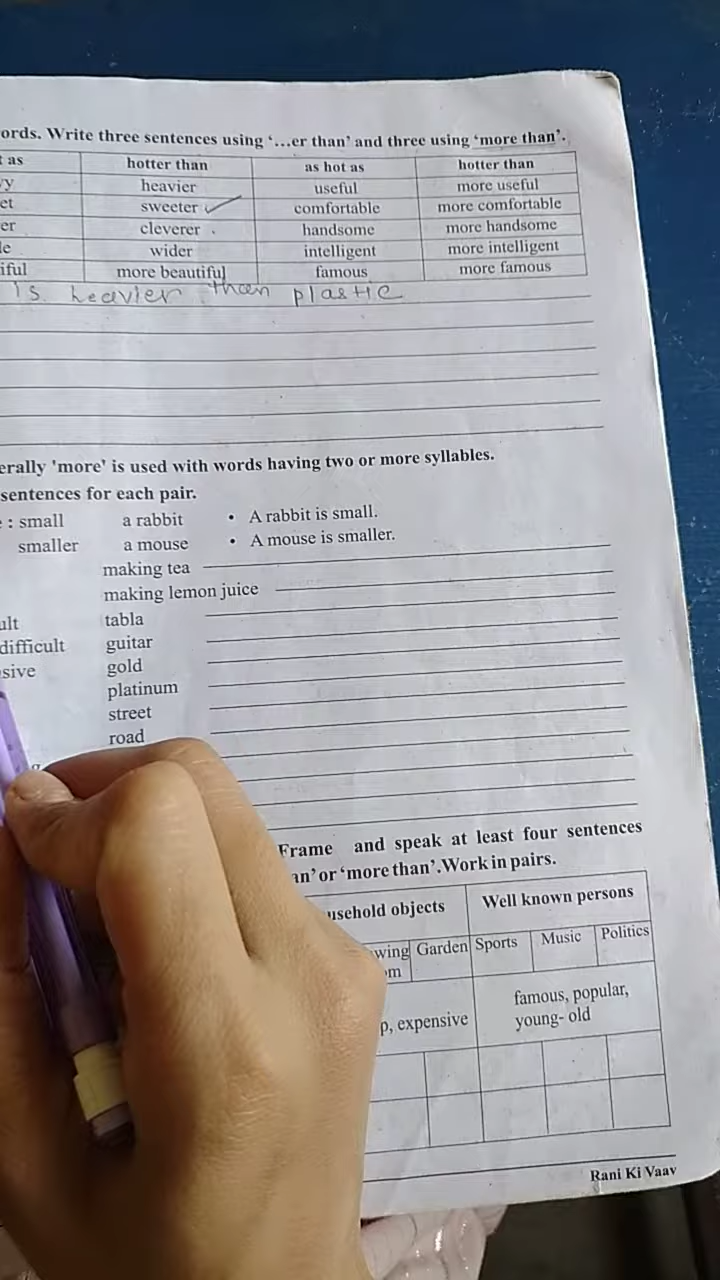 ords. Write three sentences using ‘...er than’ and three using ‘more than’.
as hotter than as hot as hotter than
vy heavier useful more useful
et sweeter comfortable more comfortable
er cleverer handsome more handsome
le wider intelligent more intelligent
iful more beautiful famous more famous
is heavier than plastic
erally 'more' is used with words having two or more syllables.
sentences for each pair.
: small a rabbit • A rabbit is small.
smaller a mouse • A mouse is smaller.
making tea
making lemon juice
ult tabla
difficult guitar
sive gold
platinum
street
road
Frame and speak at least four sentences
an’ or ‘more than’. Work in pairs.
usehold objects Well known persons
wing Garden Sports Music Politics
om
p, expensive famous, popular,
young- old
Rani Ki Vaav